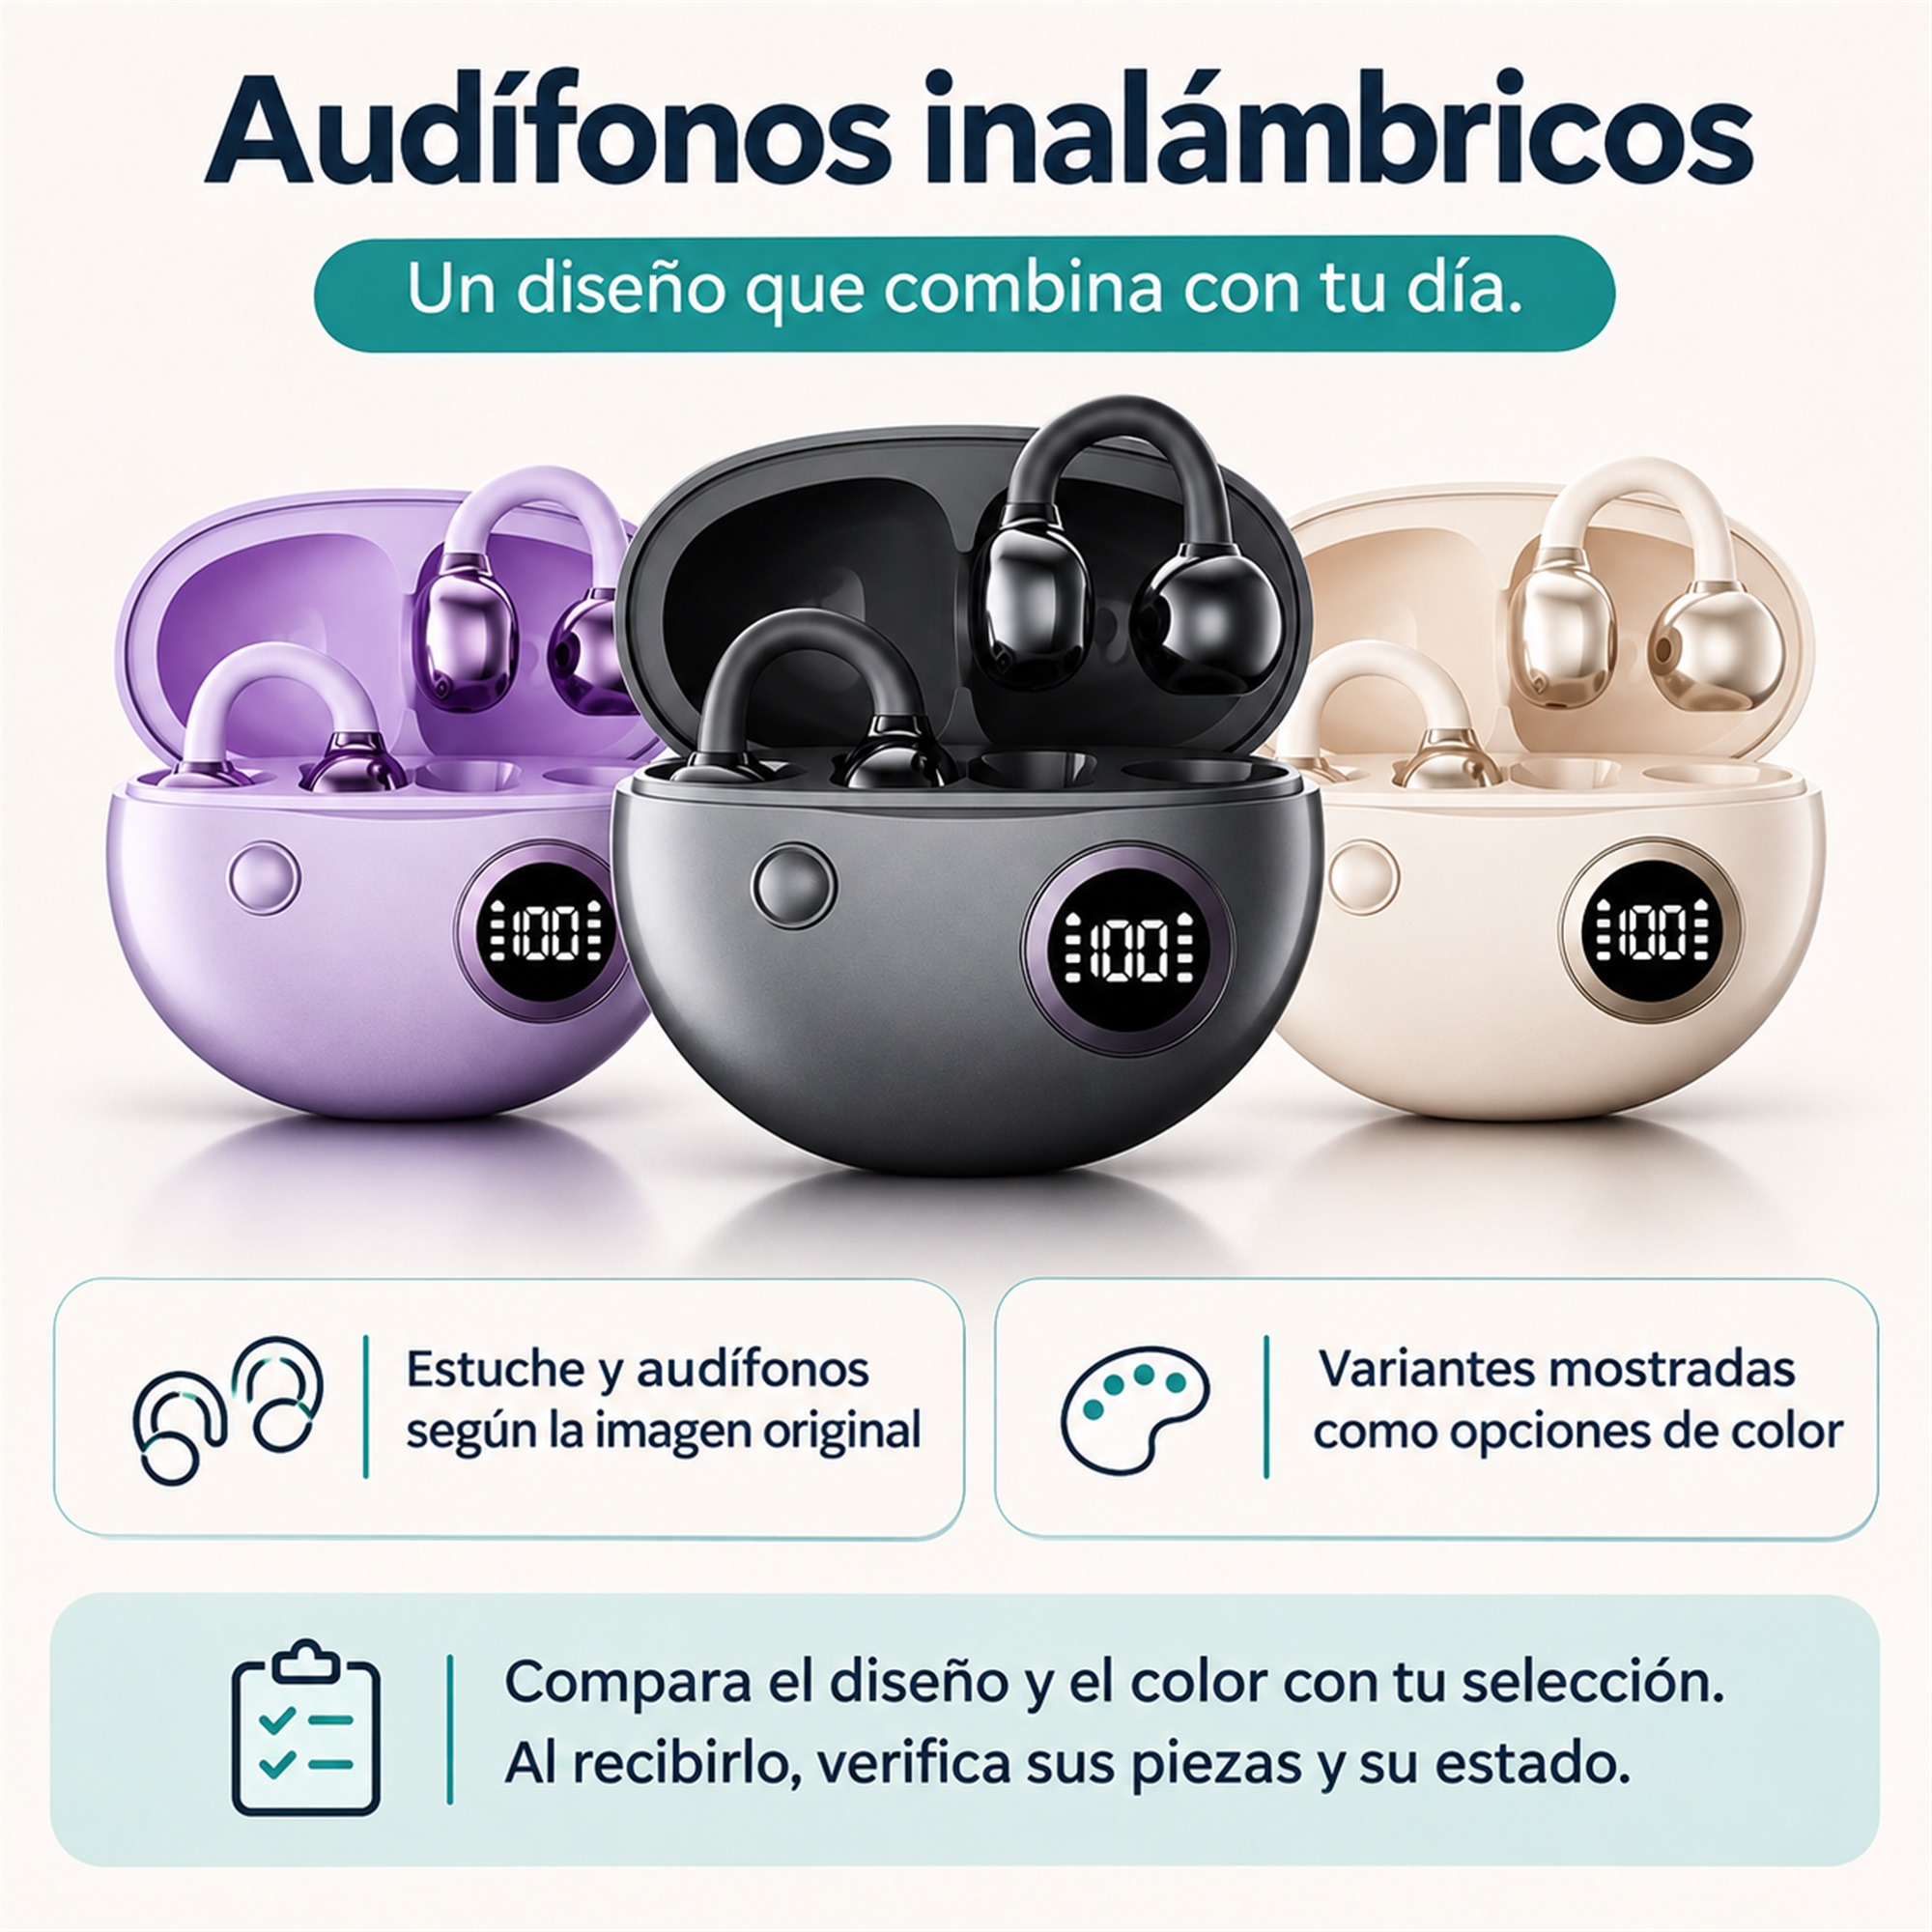 Audífonos inalámbricos
Un diseño que combina con tu día.
100
100
100
Estuche y audífonos
según la imagen original
Variantes mostradas
como opciones de color
Compara el diseño y el color con tu selección.
Al recibirlo, verifica sus piezas y su estado.